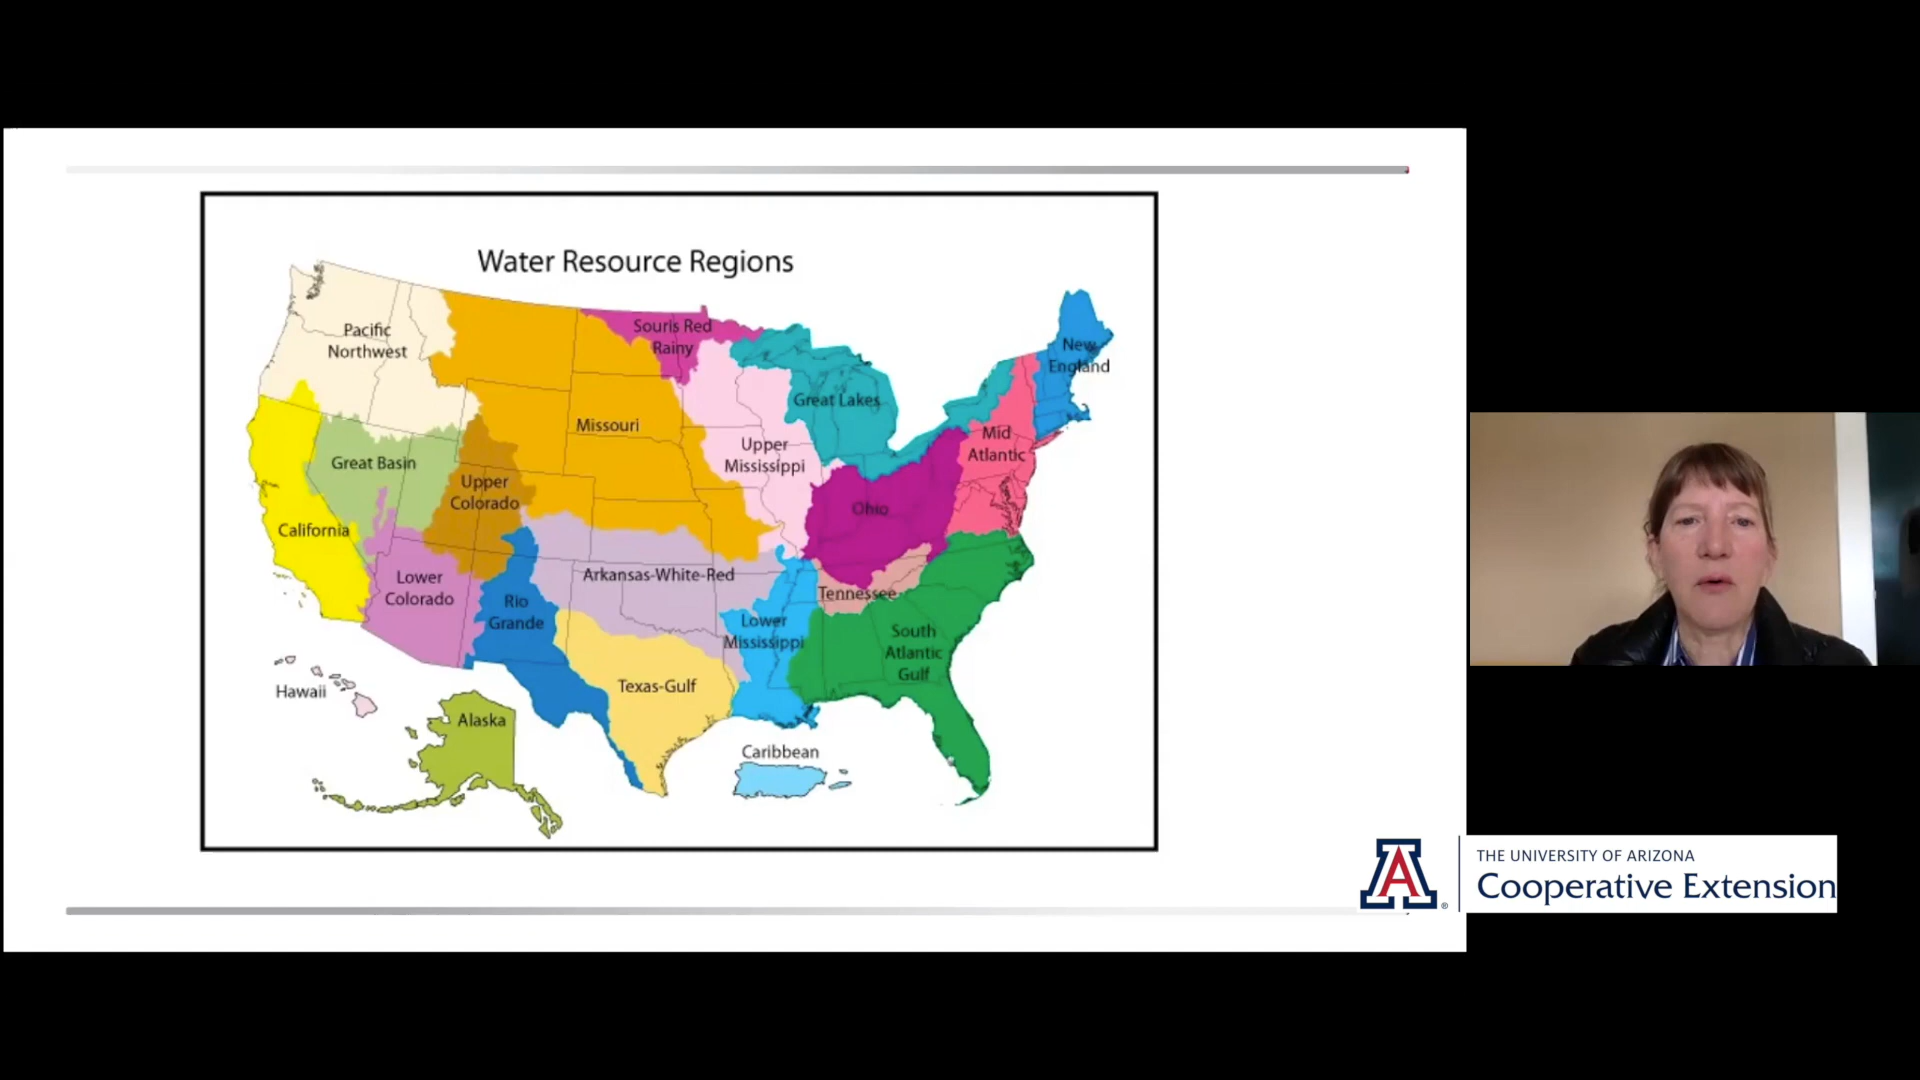 Water Resource Regions
Pacific
Northwest
Souris Red
Rainy
New
England
Great Lakes
Missouri
Mid
Atlantic
Upper
Mississippi
Great Basin
Upper
Colorado
Ohio
California
Lower
Colorado
Arkansas-White-Red
Tennessee
Rio
Grande
Lower
Mississippi
South
Atlantic
Gulf
Texas-Gulf
Hawaii
Alaska
Caribbean
A
THE UNIVERSITY OF ARIZONA
Cooperative Extension